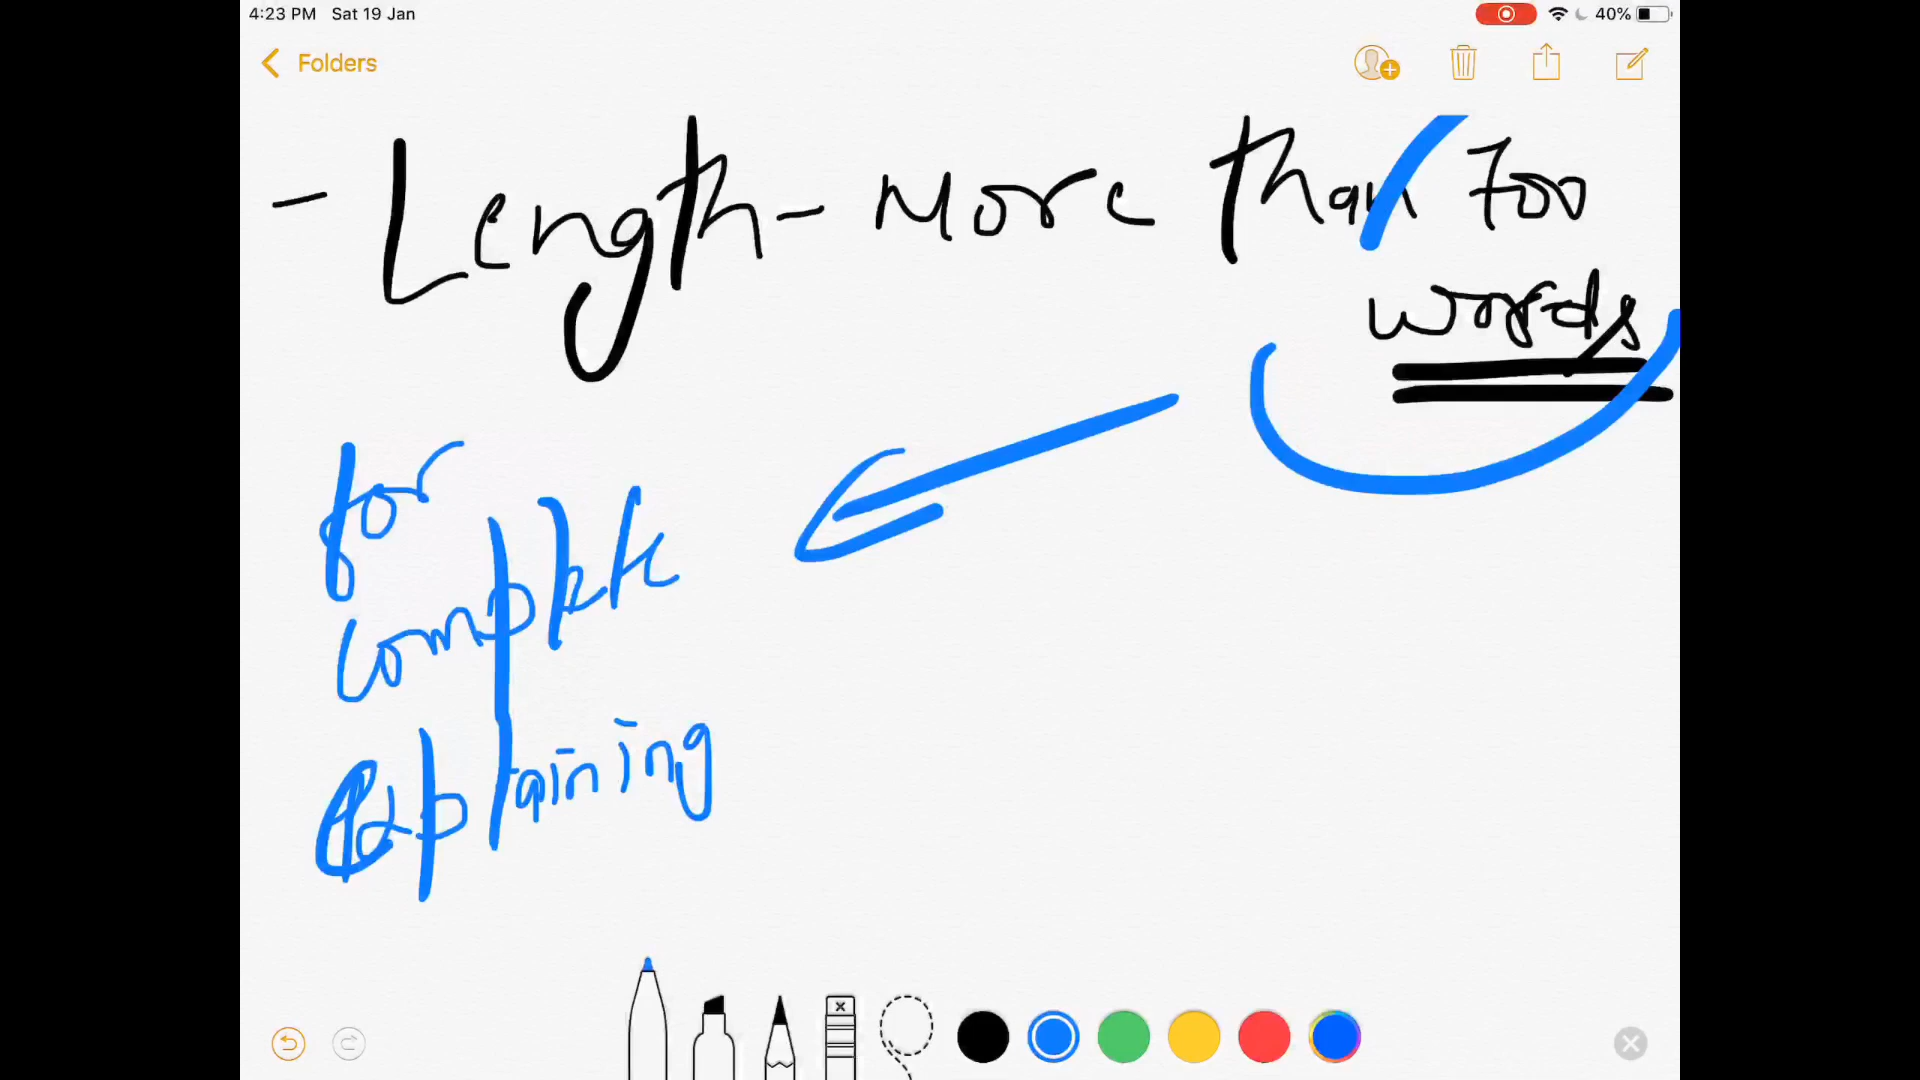 4:23 PM Sat 19 Jan 40%
Folders
- Length - More than 700
words
for
complete
explaining